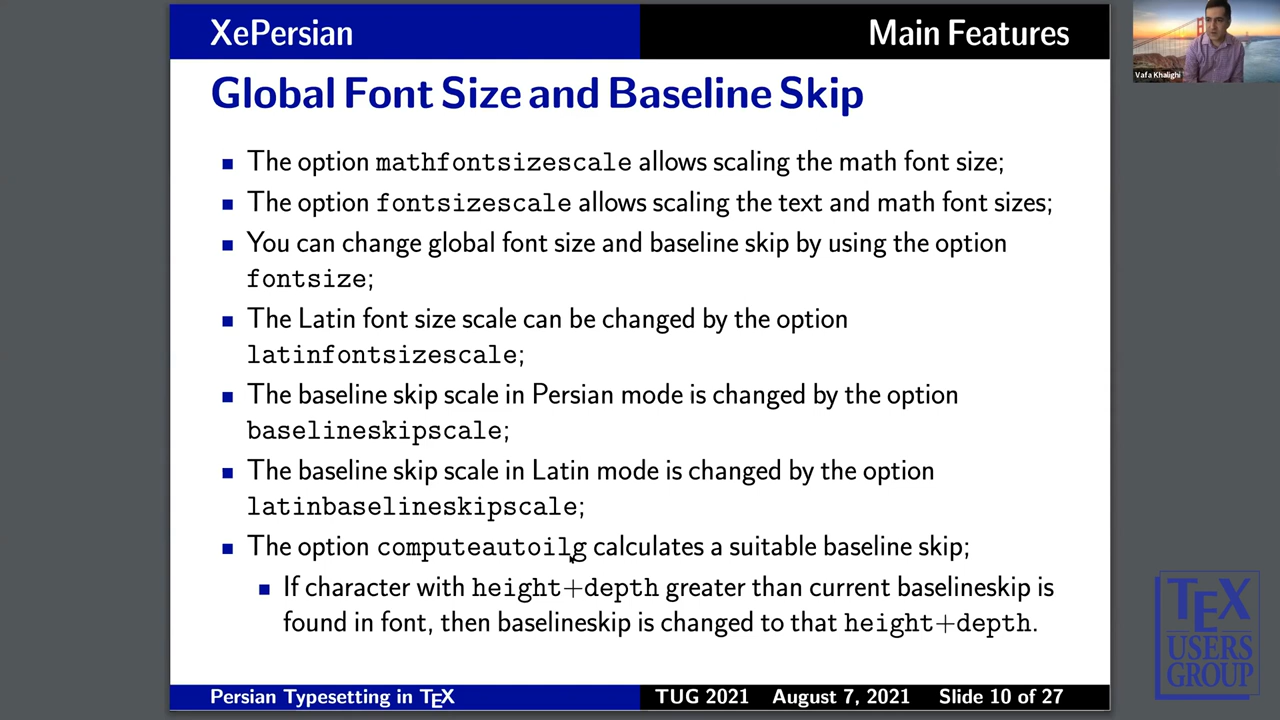 XePersian
Main Features
Global Font Size and Baseline Skip
The option mathfontsizescale allows scaling the math font size;
The option fontsizescale allows scaling the text and math font sizes;
You can change global font size and baseline skip by using the option
fontsize;
The Latin font size scale can be changed by the option
latinfontsizescale;
The baseline skip scale in Persian mode is changed by the option
baselineskipscale;
The baseline skip scale in Latin mode is changed by the option
latinbaselineskipscale;
The option computeautoilg calculates a suitable baseline skip;
If character with height+depth greater than current baselineskip is
found in font, then baselineskip is changed to that height+depth.
Persian Typesetting in TEX
TUG 2021 August 7, 2021 Slide 10 of 27
Vafa Khalighi
TEX
USERS
GROUP